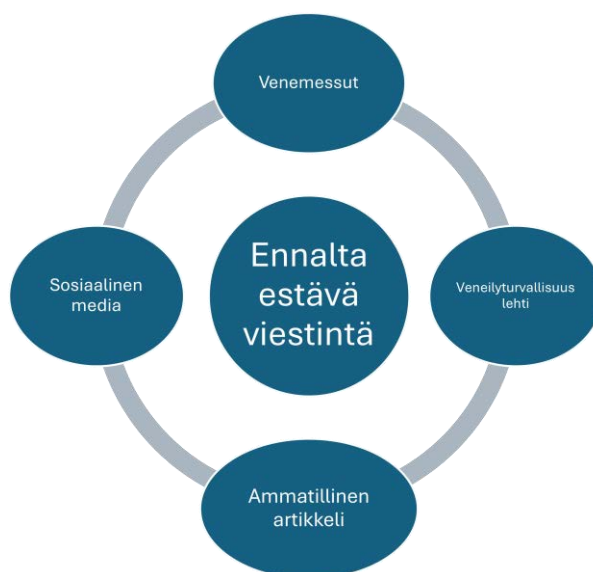 Venemessut
Ennalta
estävä
viestintä
Sosiaalinen
media
Veneilyturvallisuus
lehti
Ammatillinen
artikkeli